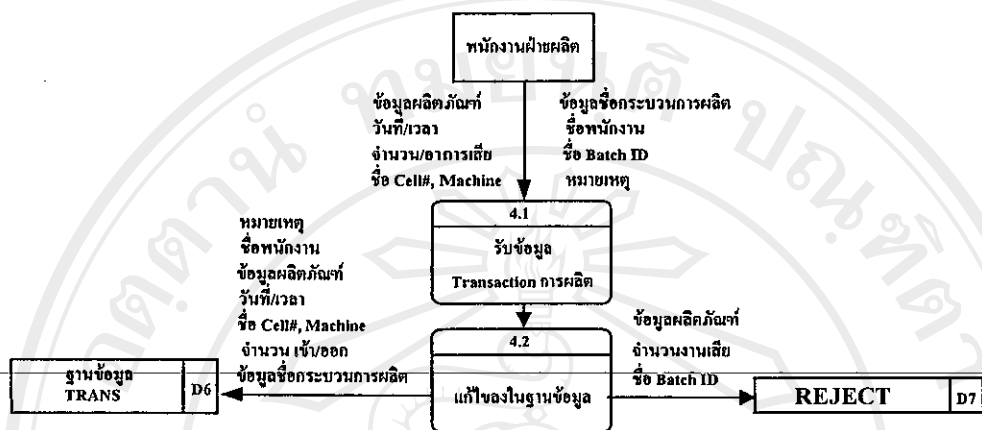 พนักงานฝ่ายผลิต
ข้อมูลผลิตภัณฑ์
วันที่/เวลา
จำนวน/อาการเสีย
ชื่อ Cell#, Machine
ข้อมูลชื่อกระบวนการผลิต
ชื่อพนักงาน
ชื่อ Batch ID
หมายเหตุ
4.1
รับข้อมูล
Transaction การผลิต
หมายเหตุ
ชื่อพนักงาน
ข้อมูลผลิตภัณฑ์
วันที่/เวลา
ชื่อ Cell#, Machine
จำนวน เข้า/ออก
ข้อมูลชื่อกระบวนการผลิต
4.2
แก้ไขลงในฐานข้อมูล
ข้อมูลผลิตภัณฑ์
จำนวนงานเสีย
ชื่อ Batch ID
ฐานข้อมูล
TRANS
D6
REJECT
D7